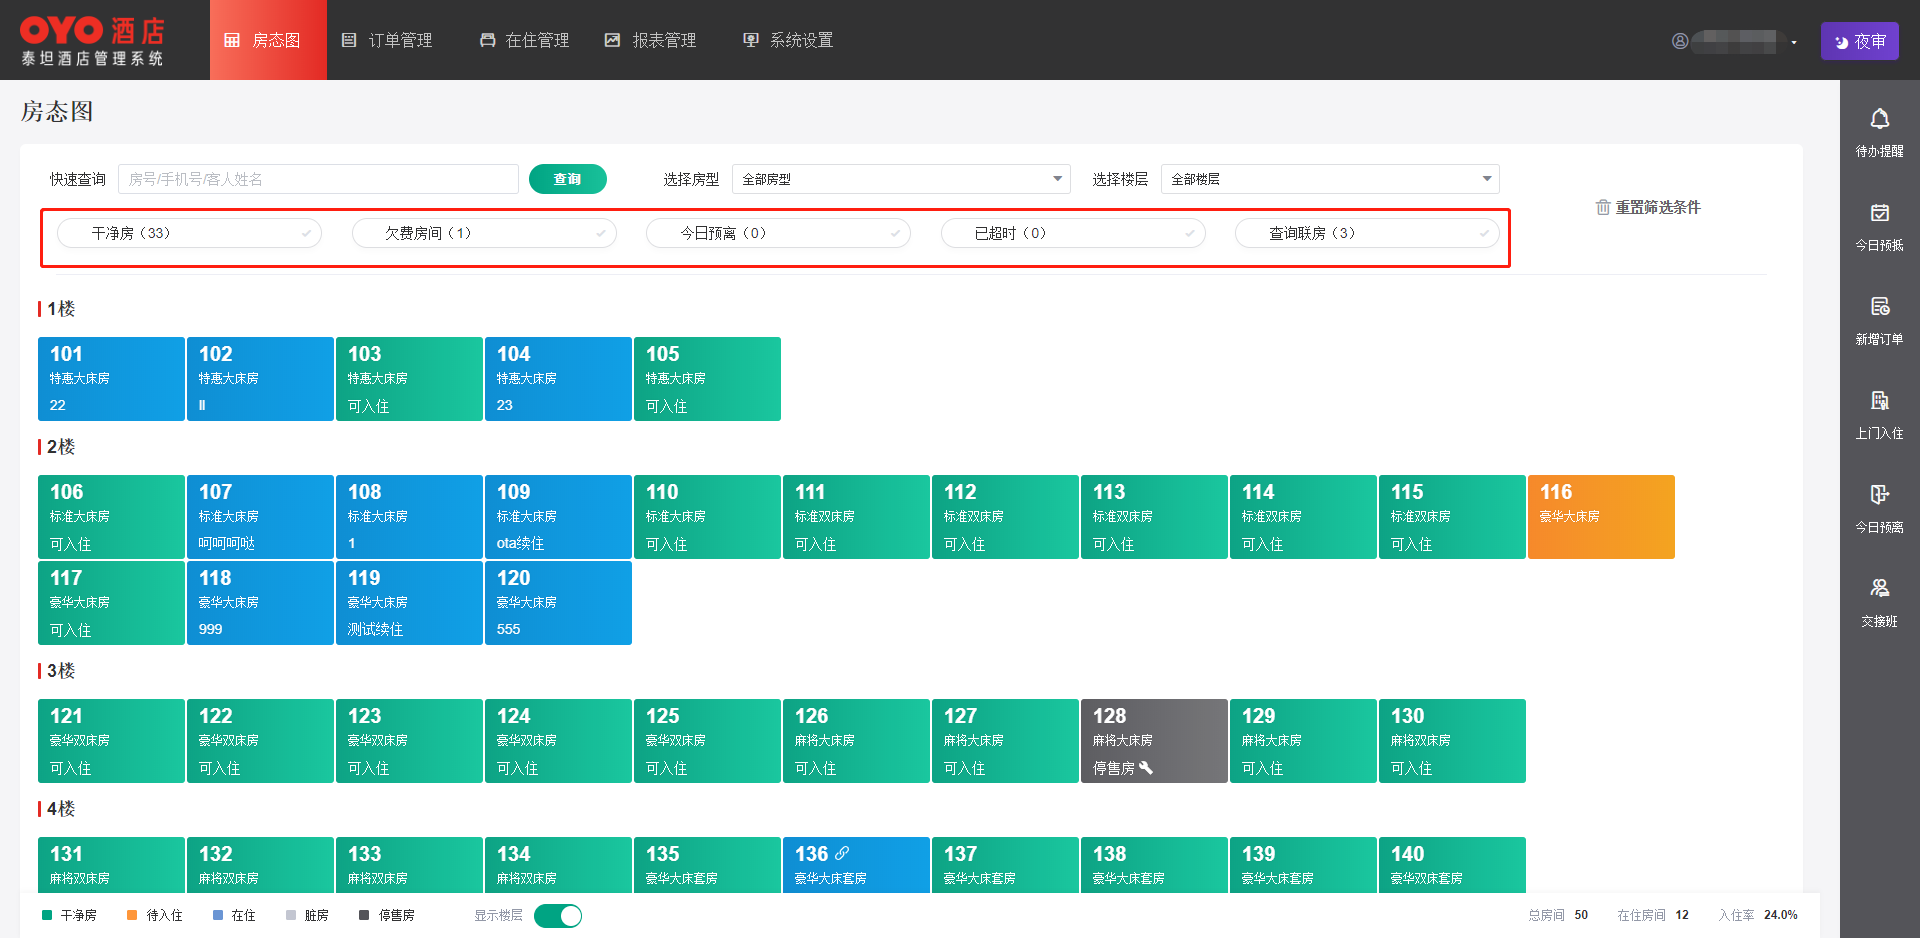 OYO 酒店
泰坦酒店管理系统
房态图 订单管理 在住管理 报表管理 系统设置 夜审
房态图
快速查询 房号/手机号/客人姓名 查询 选择房型 全部房型 选择楼层 全部楼层
重置筛选条件
干净房（33） 欠费房间（1） 今日预离（0） 已超时（0） 查询联房（3）
待办提醒
今日预抵
新增订单
上门入住
今日预离
交接班
1楼
101 102 103 104 105
特惠大床房 特惠大床房 特惠大床房 特惠大床房 特惠大床房
22 ll 可入住 23 可入住
2楼
106 107 108 109 110 111 112 113 114 115 116
标准大床房 标准大床房 标准大床房 标准大床房 标准大床房 标准双床房 标准双床房 标准双床房 标准双床房 标准双床房 豪华大床房
可入住 呵呵呵哒 1 ota续住 可入住 可入住 可入住 可入住 可入住 可入住
117 118 119 120
豪华大床房 豪华大床房 豪华大床房 豪华大床房
可入住 999 测试续住 555
3楼
121 122 123 124 125 126 127 128 129 130
豪华双床房 豪华双床房 豪华双床房 豪华双床房 豪华双床房 麻将大床房 麻将大床房 麻将大床房 麻将大床房 麻将双床房
可入住 可入住 可入住 可入住 可入住 可入住 可入住 停售房 可入住 可入住
4楼
131 132 133 134 135 136 137 138 139 140
麻将双床房 麻将双床房 麻将双床房 麻将双床房 豪华大床套房 豪华大床套房 豪华大床套房 豪华大床套房 豪华大床套房 豪华双床套房
干净房 待入住 在住 脏房 停售房 显示楼层 总房间 50 在住房间 12 入住率 24.0%